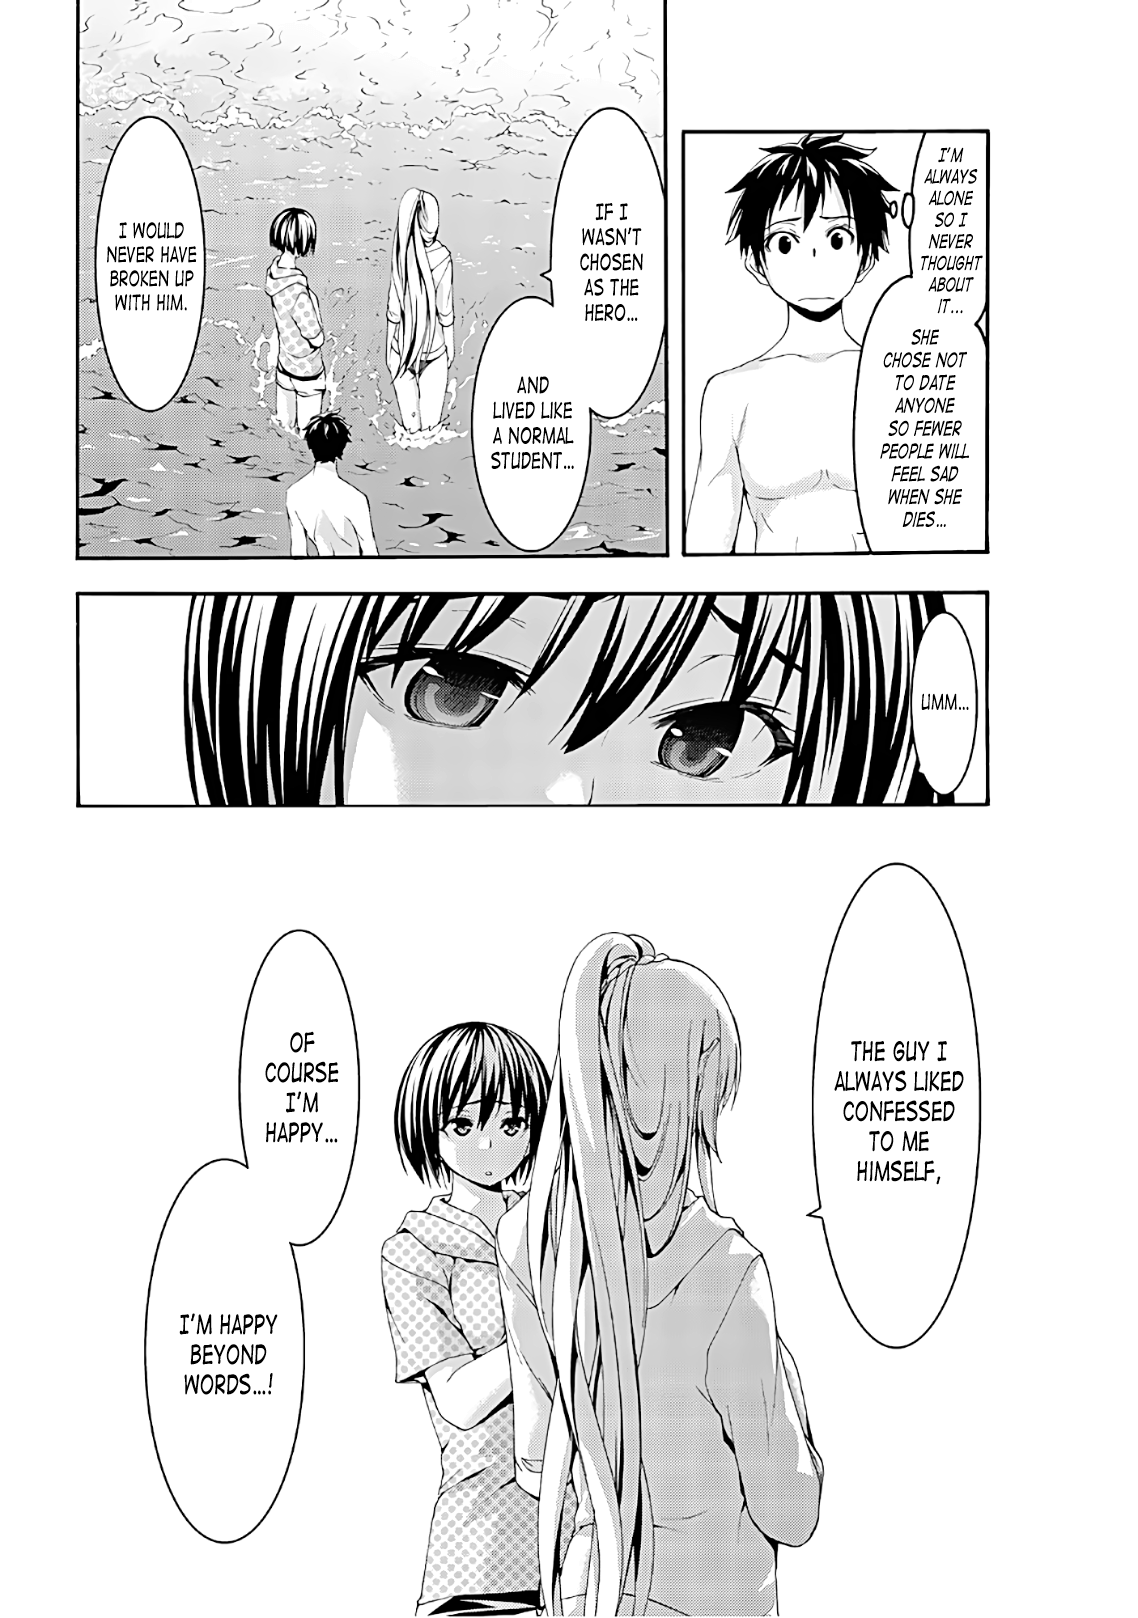 I'M
ALWAYS
ALONE
SO I
NEVER
THOUGHT
ABOUT
IT...
SHE
CHOSE NOT
TO DATE
ANYONE
SO FEWER
PEOPLE WILL
FEEL SAD
WHEN SHE
DIES...
IF I
WASN'T
CHOSEN
AS THE
HERO...
AND
LIVED LIKE
A NORMAL
STUDENT...
I WOULD
NEVER HAVE
BROKEN UP
WITH HIM.
UMM...
THE GUY I
ALWAYS LIKED
CONFESSED
TO ME
HIMSELF,
OF
COURSE
I'M
HAPPY...
I'M HAPPY
BEYOND
WORDS...!